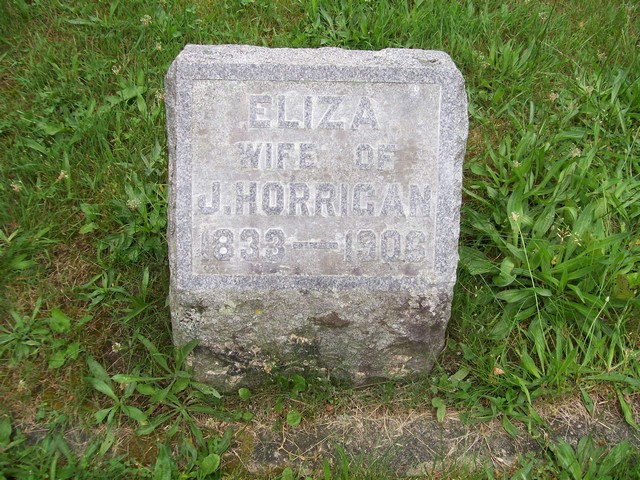 ELIZA
WIFE OF
J. HORRIGAN
1833–1906